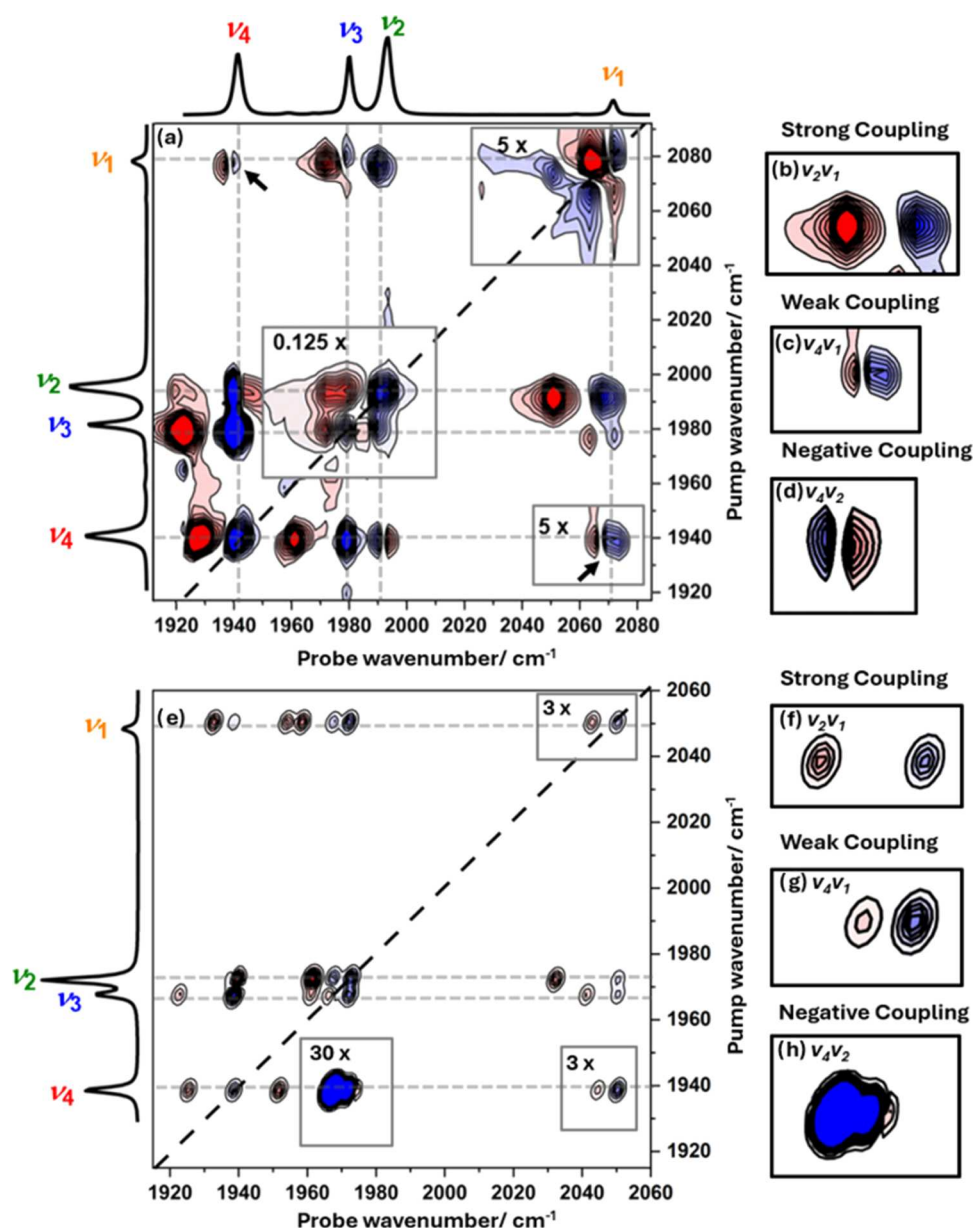 ν4 ν3 ν2 ν1
(a)
5 x
0.125 x
5 x
ν1
ν2
ν3
ν4
2080
2060
2040
2020
2000
1980
1960
1940
1920
Pump wavenumber/ cm-1
1920 1940 1960 1980 2000 2020 2040 2060 2080
Probe wavenumber/ cm-1
Strong Coupling
(b) ν2ν1
Weak Coupling
(c) ν4ν1
Negative Coupling
(d) ν4ν2
(e)
3 x
30 x
3 x
ν1
ν2
ν3
ν4
2060
2040
2020
2000
1980
1960
1940
1920
Pump wavenumber/ cm-1
1920 1940 1960 1980 2000 2020 2040 2060
Probe wavenumber/ cm-1
Strong Coupling
(f) ν2ν1
Weak Coupling
(g) ν4ν1
Negative Coupling
(h) ν4ν2